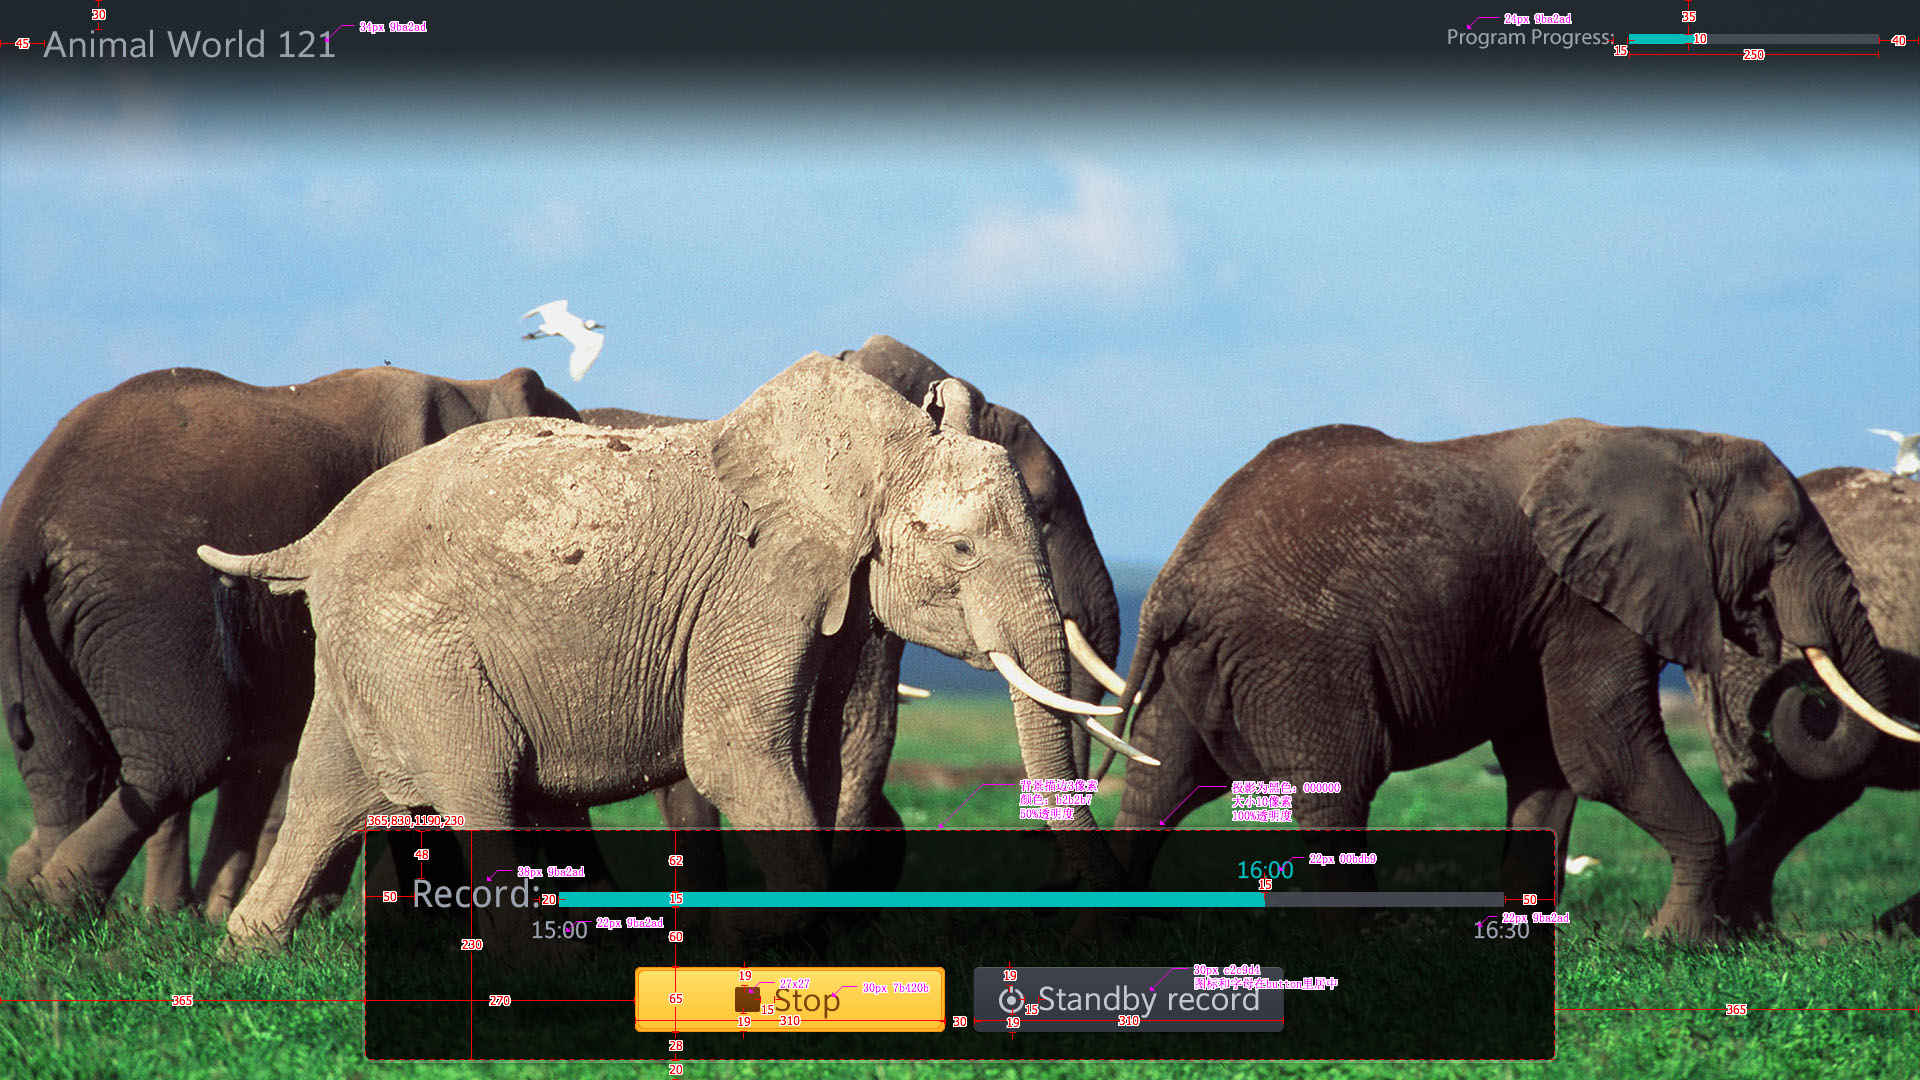 30
34px 9ba2ad
45
Animal World 121
24px 9ba2ad
35
Program Progress:
15
10
250
40
背景描边3像素
颜色：b2b2b7
50%透明度
投影为黑色：000000
大小10像素
100%透明度
365,830,1190,230
48
62
16:00
22px 00bdb9
38px 9ba2ad
50
Record:
20
15
15
50
15:00
22px 9ba2ad
22px 9ba2ad
16:30
230
60
19
27x27
30px 7b420b
Stop
15
19
310
65
365
270
30
19
30px c2c9d4
图标和字母在button里居中
Standby record
15
19
310
365
28
20